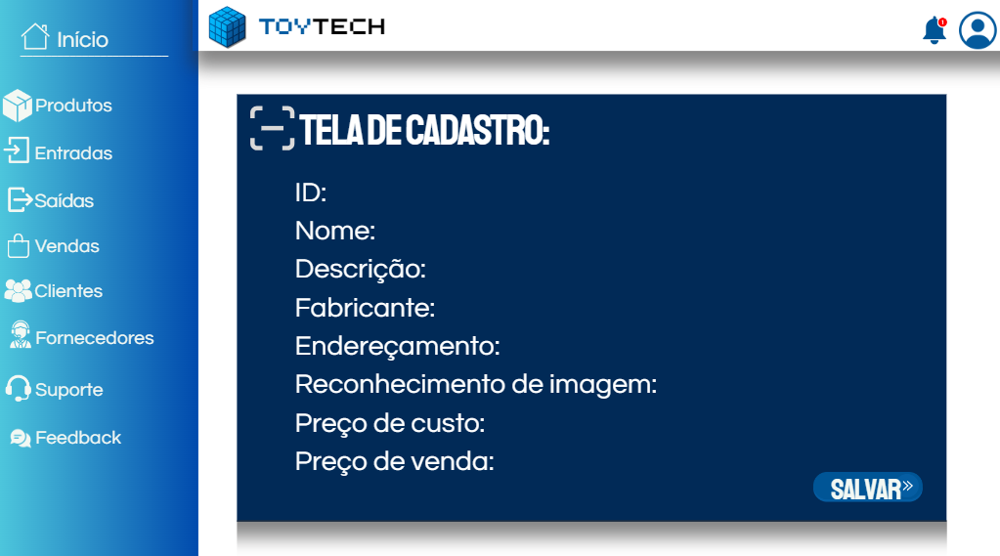 Início
TOYTECH
1
Produtos
Entradas
Saídas
Vendas
Clientes
Fornecedores
Suporte
Feedback
TELA DE CADASTRO:
ID:
Nome:
Descrição:
Fabricante:
Endereçamento:
Reconhecimento de imagem:
Preço de custo:
Preço de venda:
SALVAR